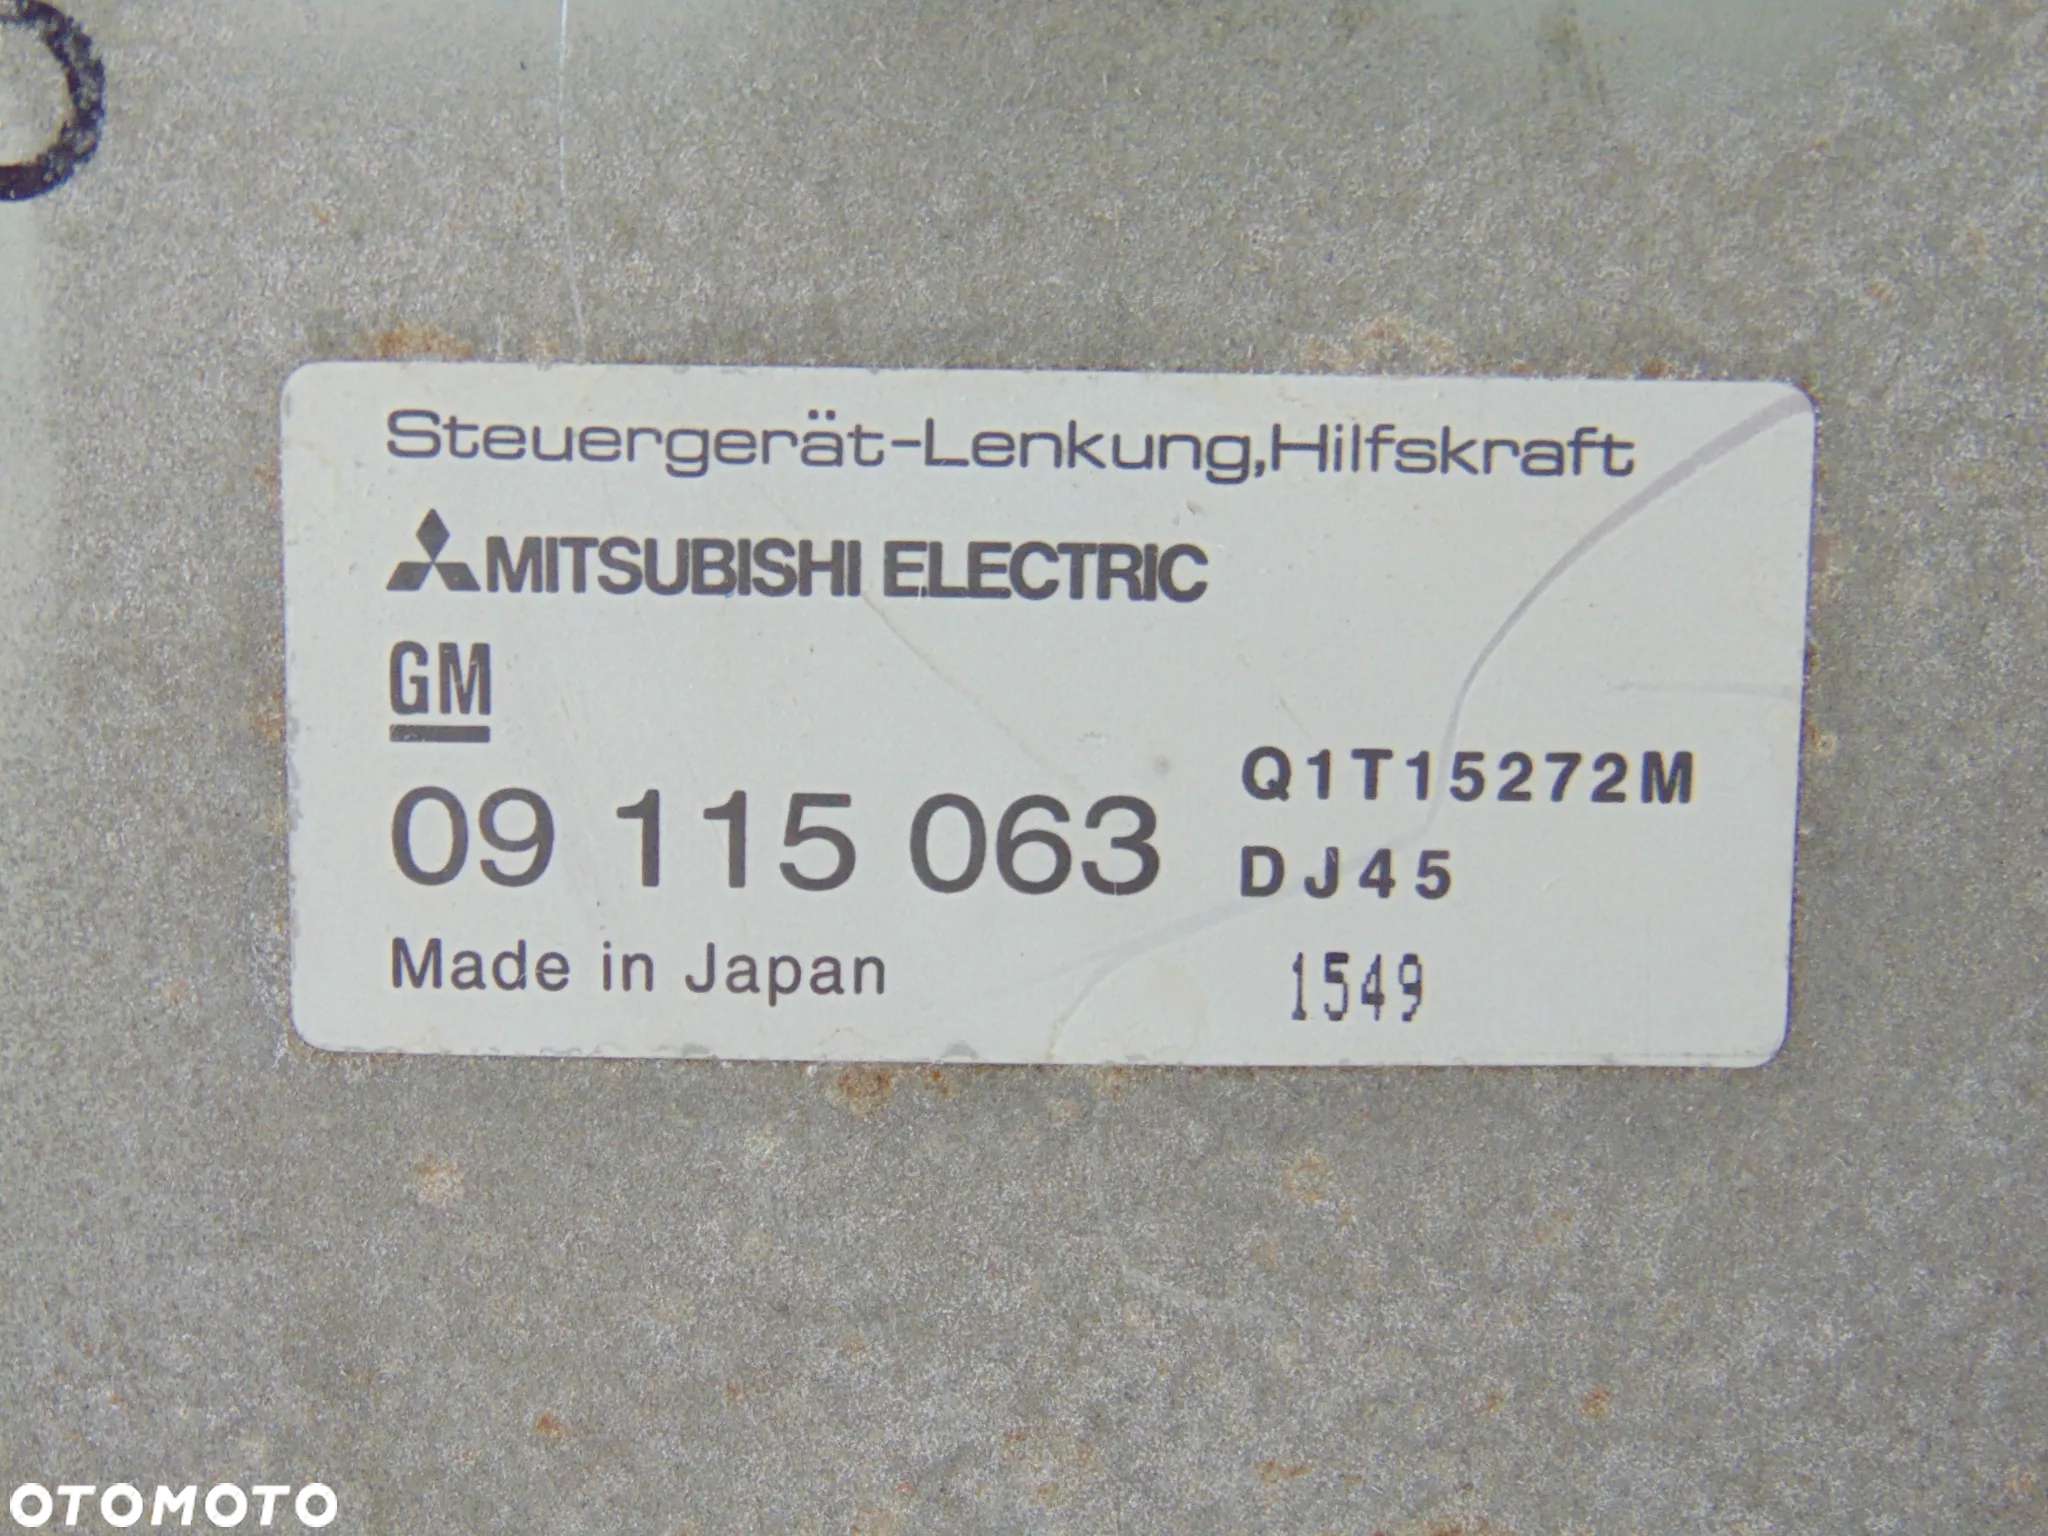 Steuergerät-Lenkung,Hilfskraft
MITSUBISHI ELECTRIC
GM
09 115 063
Q1T15272M
DJ45
Made in Japan
1549
OTOMOTO